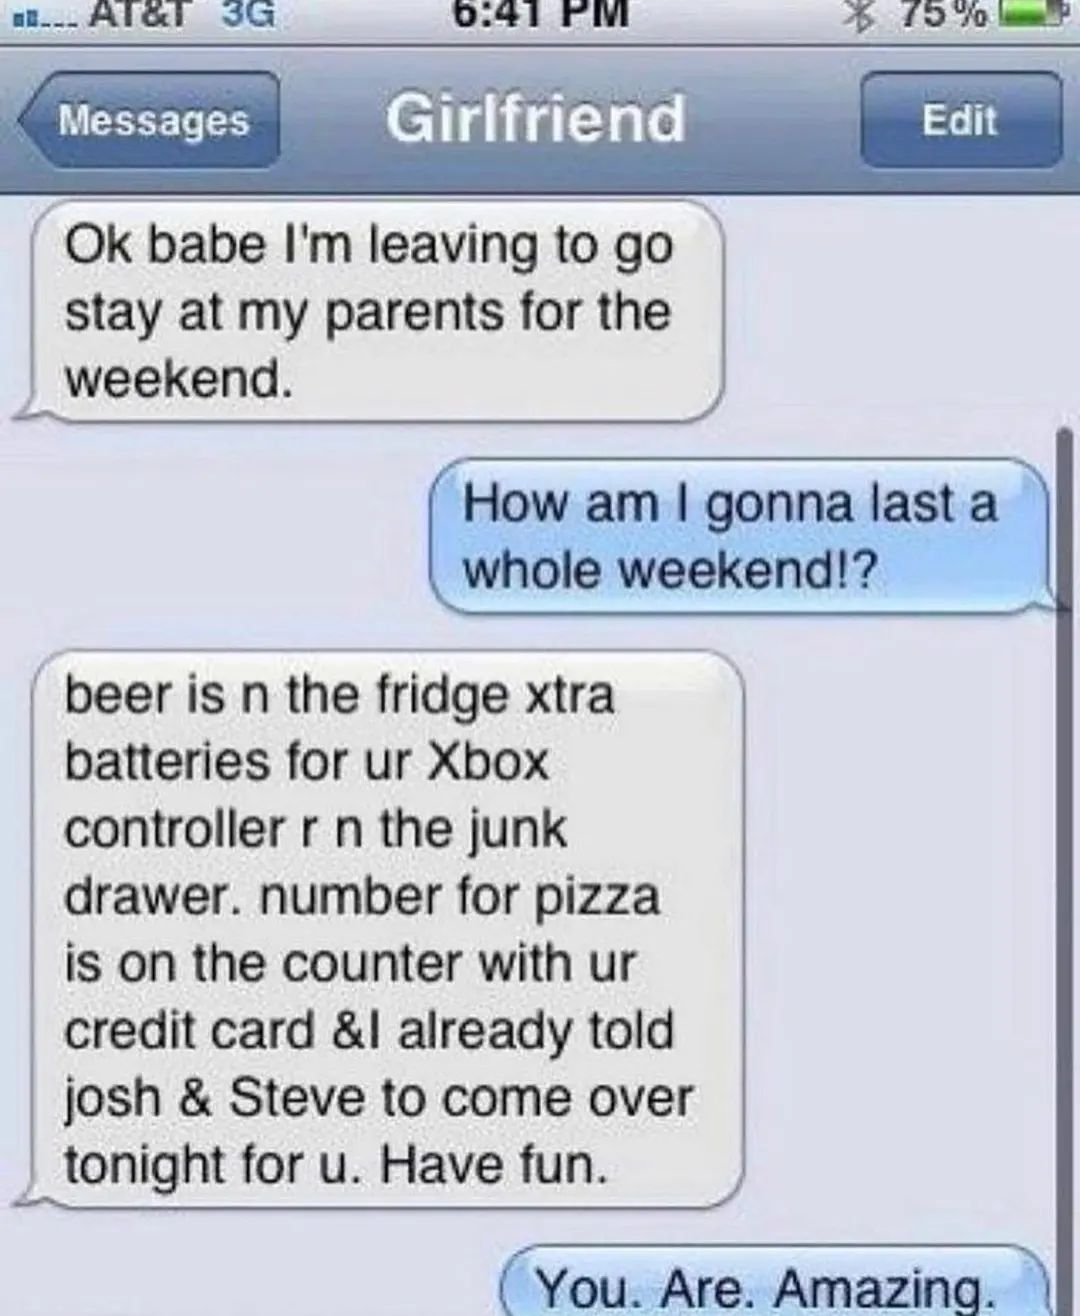 AT&T 3G 6:41 PM 75%
Messages Girlfriend Edit
Ok babe I'm leaving to go
stay at my parents for the
weekend.
How am I gonna last a
whole weekend!?
beer is n the fridge xtra
batteries for ur Xbox
controller r n the junk
drawer. number for pizza
is on the counter with ur
credit card &I already told
josh & Steve to come over
tonight for u. Have fun.
You. Are. Amazing.